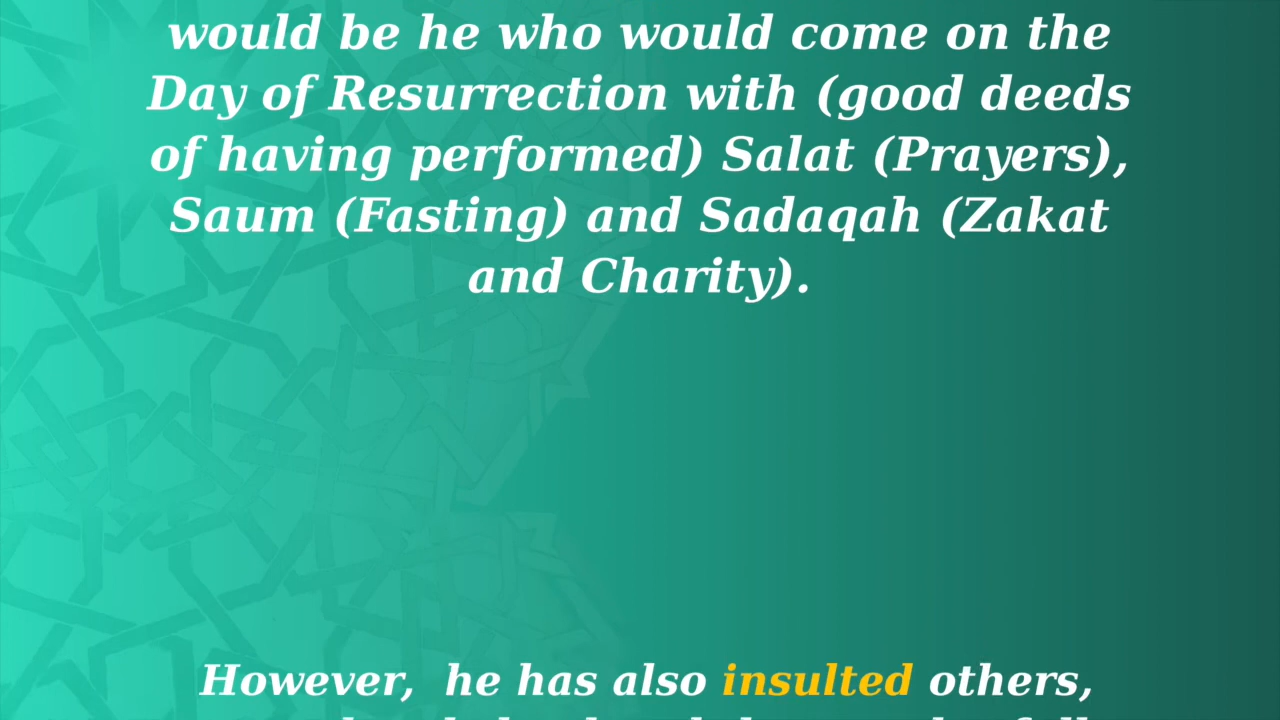 would be he who would come on the
Day of Resurrection with (good deeds
of having performed) Salat (Prayers),
Saum (Fasting) and Sadaqah (Zakat
and Charity).
However, he has also insulted others,